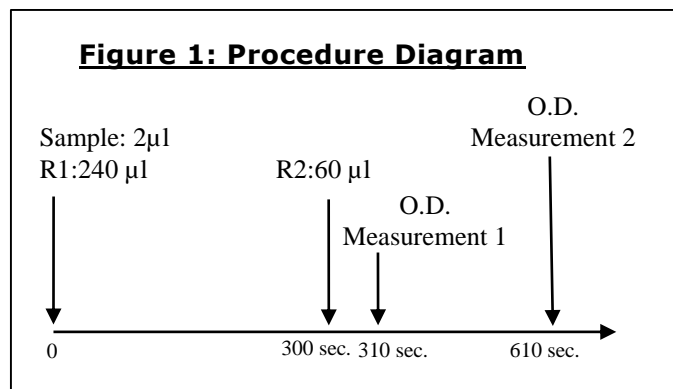 Figure 1: Procedure Diagram
O.D.
Measurement 2
Sample: 2µl
R1:240 µl
R2:60 µl
O.D.
Measurement 1
0
300 sec.
310 sec.
610 sec.